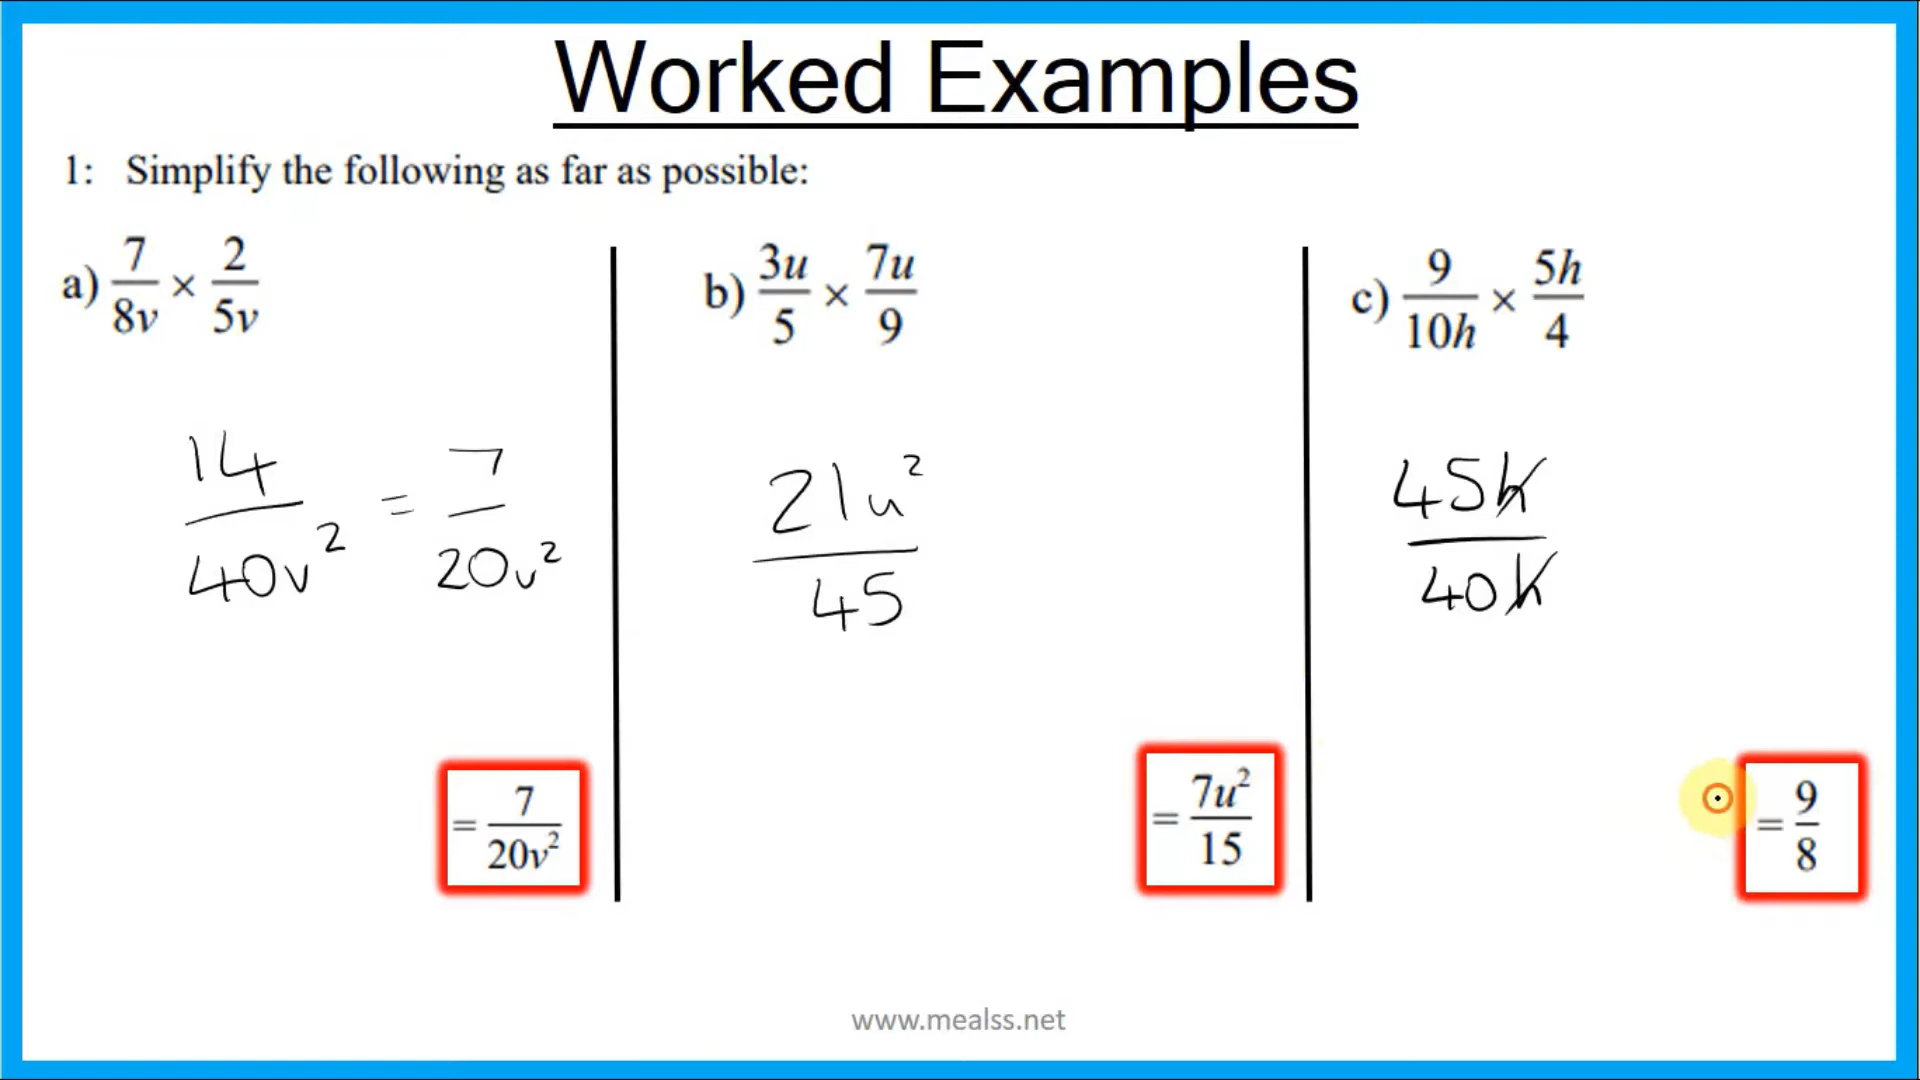 Worked Examples
1: Simplify the following as far as possible:
a) 7/8v × 2/5v
14/40v² = 7/20v²
= 7/20v²
b) 3u/5 × 7u/9
21u²/45
= 7u²/15
c) 9/10h × 5h/4
45h/40h
= 9/8
www.mealss.net